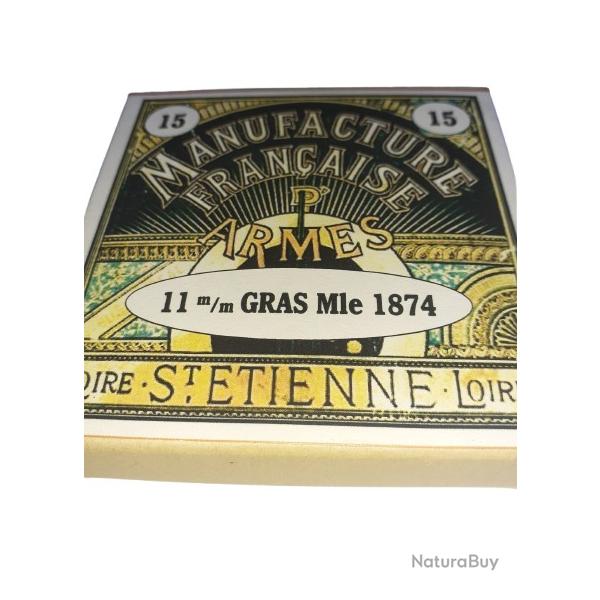 15 15
MANUFACTURE
FRANÇAISE
D'
ARMES
11 m/m GRAS Mle 1874
OIRE · ST ETIENNE · LOIR
NaturaBuy